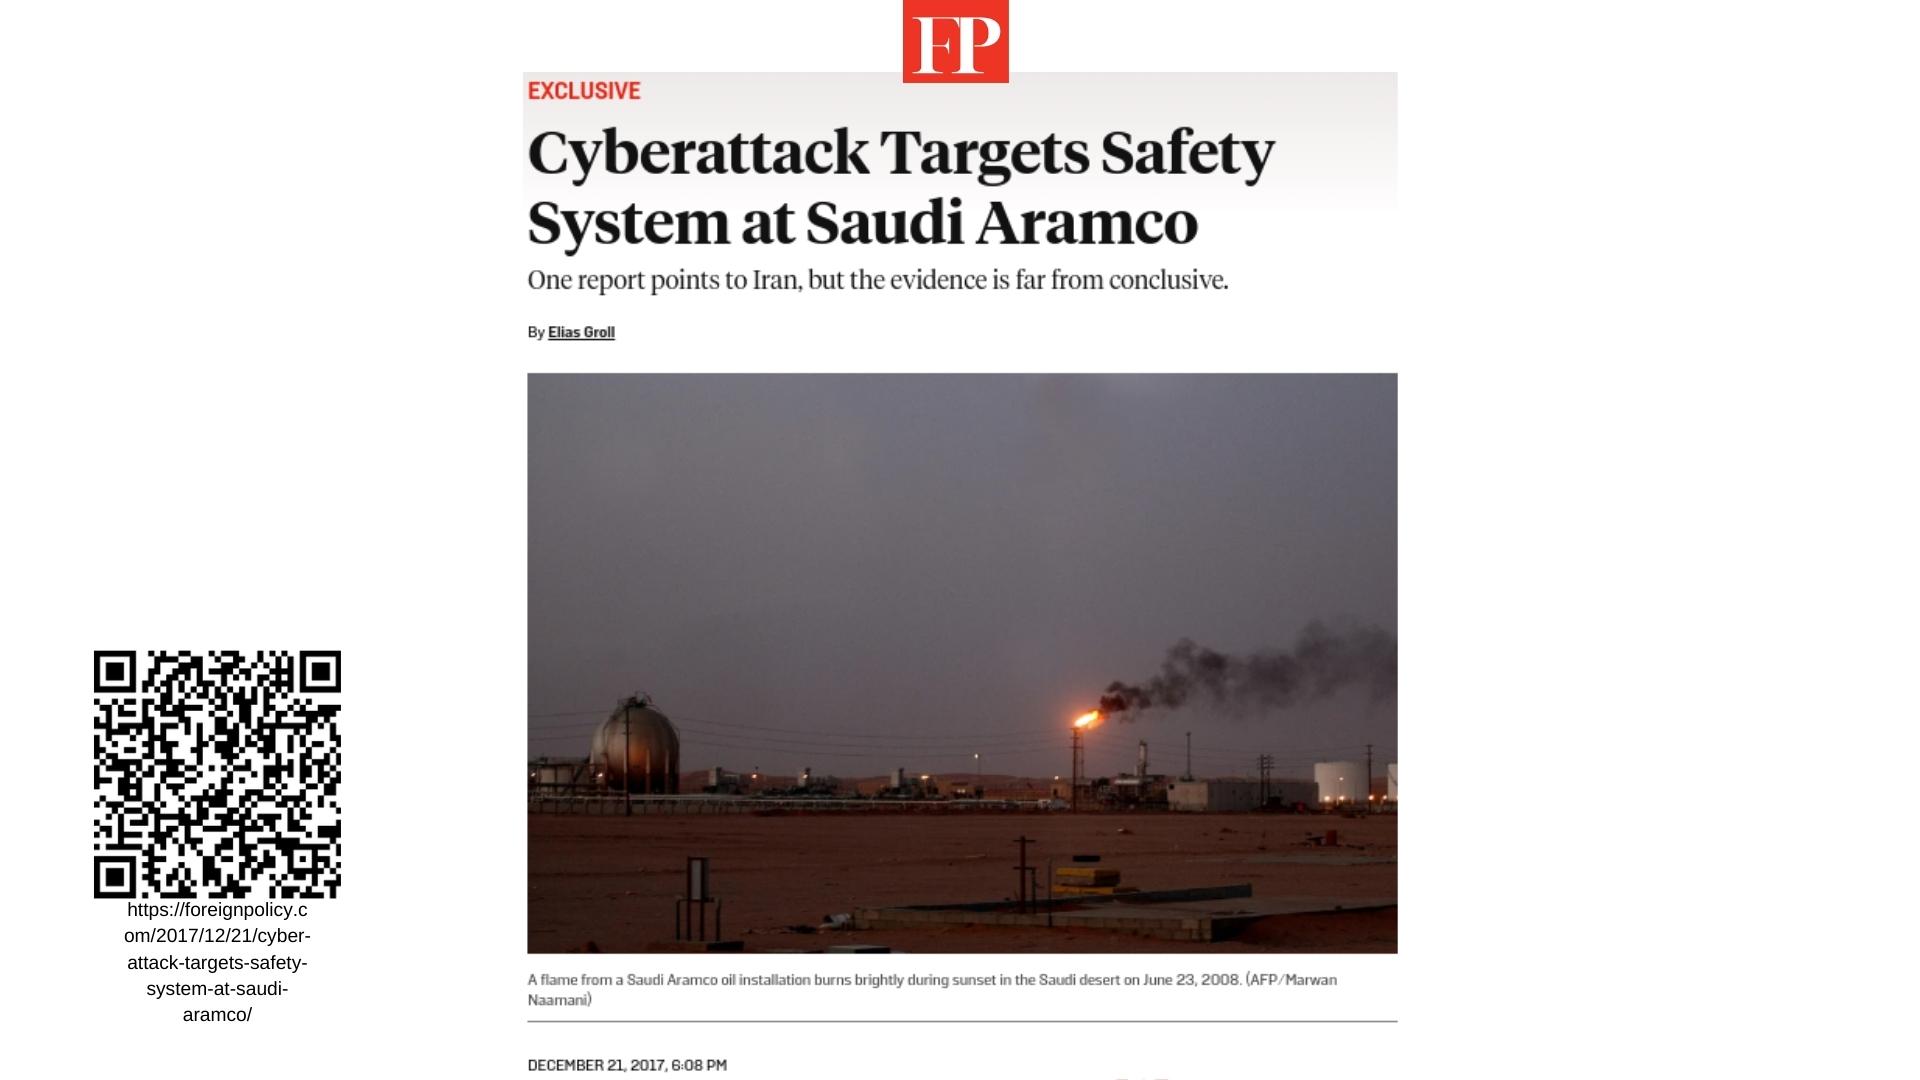 FP
EXCLUSIVE
Cyberattack Targets Safety
System at Saudi Aramco
One report points to Iran, but the evidence is far from conclusive.
By Elias Groll
A flame from a Saudi Aramco oil installation burns brightly during sunset in the Saudi desert on June 23, 2008. (AFP/Marwan
Naamani)
DECEMBER 21, 2017, 6:08 PM
https://foreignpolicy.c
om/2017/12/21/cyber-
attack-targets-safety-
system-at-saudi-
aramco/